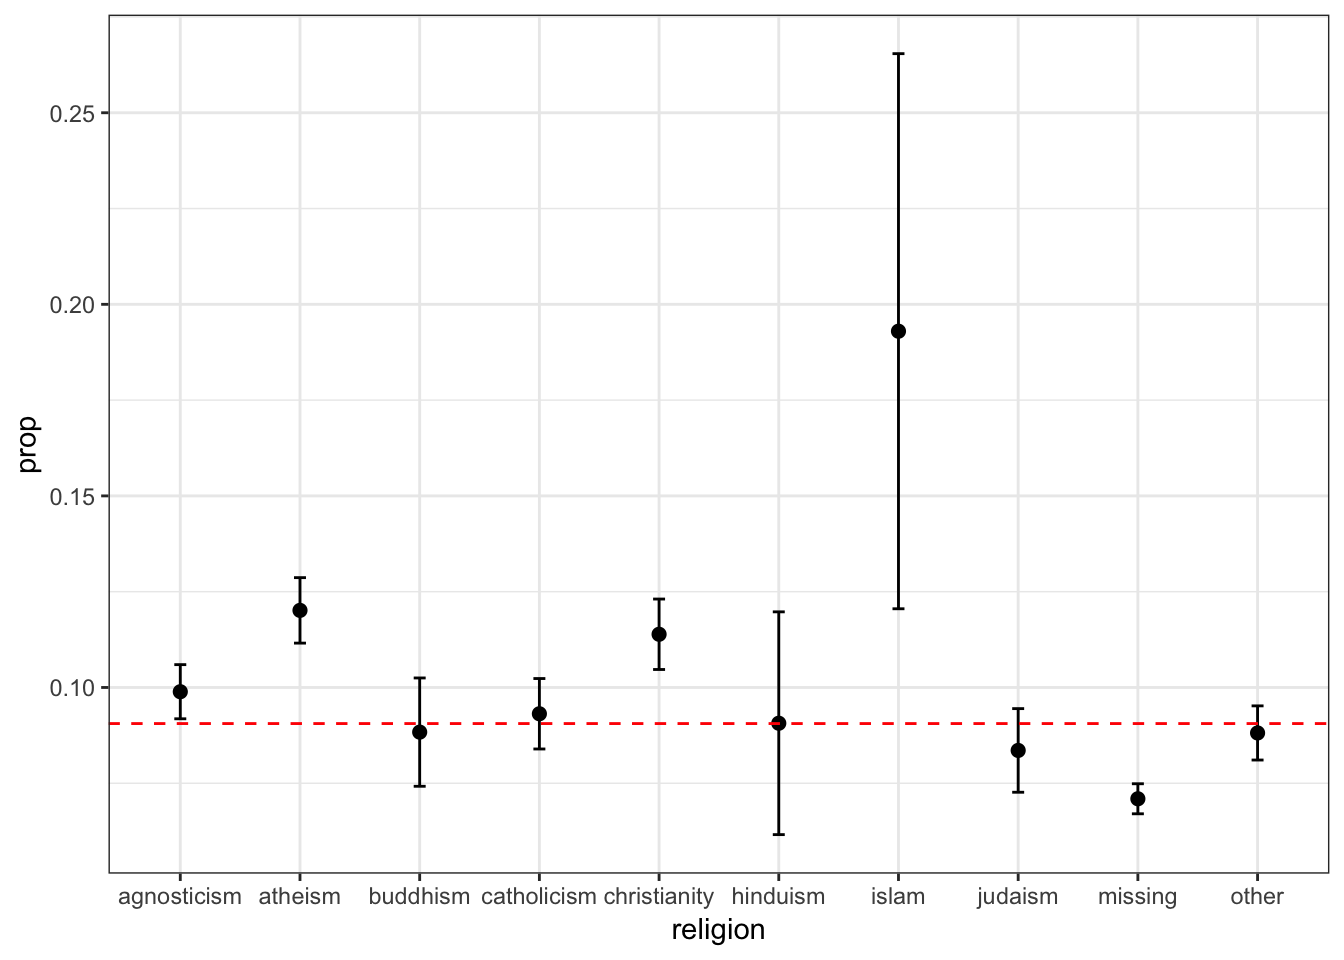 0.25
0.20
0.15
0.10
prop
agnosticism atheism buddhism catholicism christianity hinduism islam judaism missing other
religion